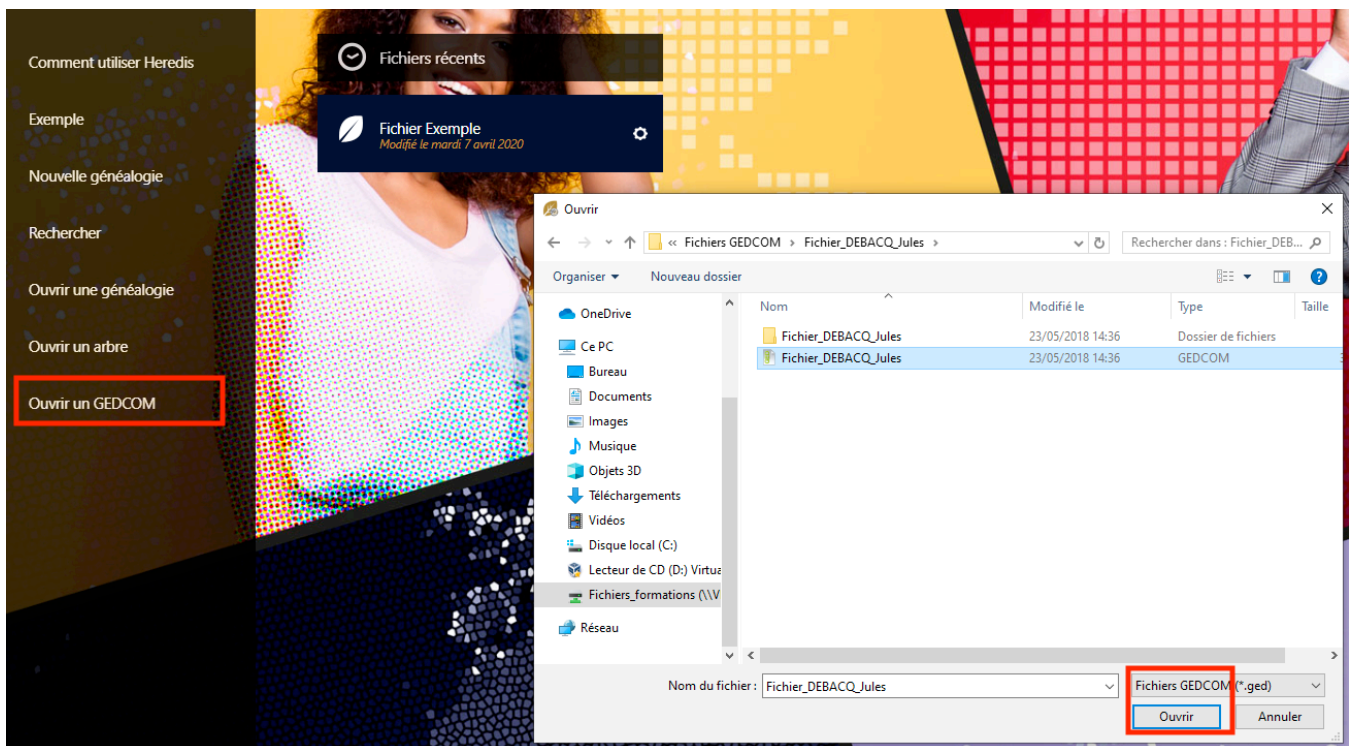 Comment utiliser Heredis
Exemple
Nouvelle généalogie
Rechercher
Ouvrir une généalogie
Ouvrir un arbre
Ouvrir un GEDCOM
Fichiers récents
Fichier Exemple
Modifié le mardi 7 avril 2020
Ouvrir
« Fichiers GEDCOM > Fichier_DEBACQ_Jules >
Rechercher dans : Fichier_DEB...
Organiser
Nouveau dossier
OneDrive
Ce PC
Bureau
Documents
Images
Musique
Objets 3D
Téléchargements
Vidéos
Disque local (C:)
Lecteur de CD (D:) Virtua
Fichiers_formations (\\V
Réseau
Nom Modifié le Type Taille
Fichier_DEBACQ_Jules 23/05/2018 14:36 Dossier de fichiers
Fichier_DEBACQ_Jules 23/05/2018 14:36 GEDCOM
Nom du fichier : Fichier_DEBACQ_Jules
Fichiers GEDCOM (*.ged)
Ouvrir
Annuler